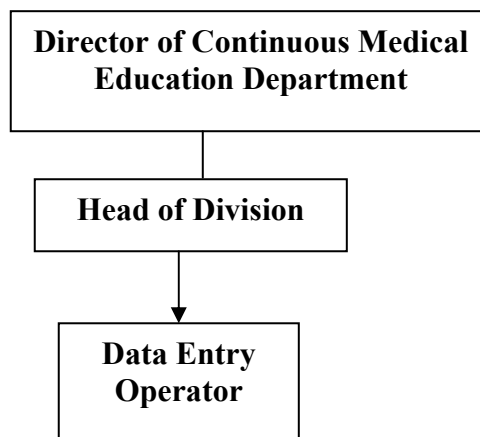 Director of Continuous Medical
Education Department
Head of Division
Data Entry
Operator